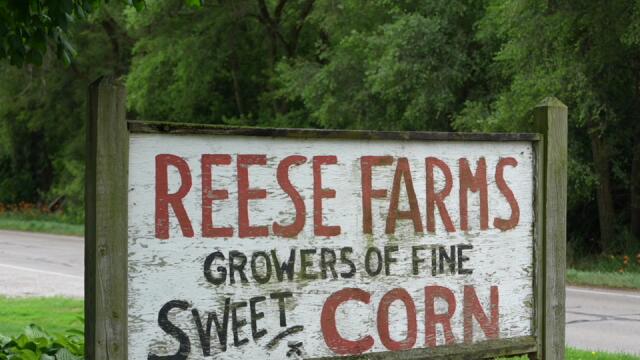 REESE FARMS
GROWERS OF FINE
SWEET CORN